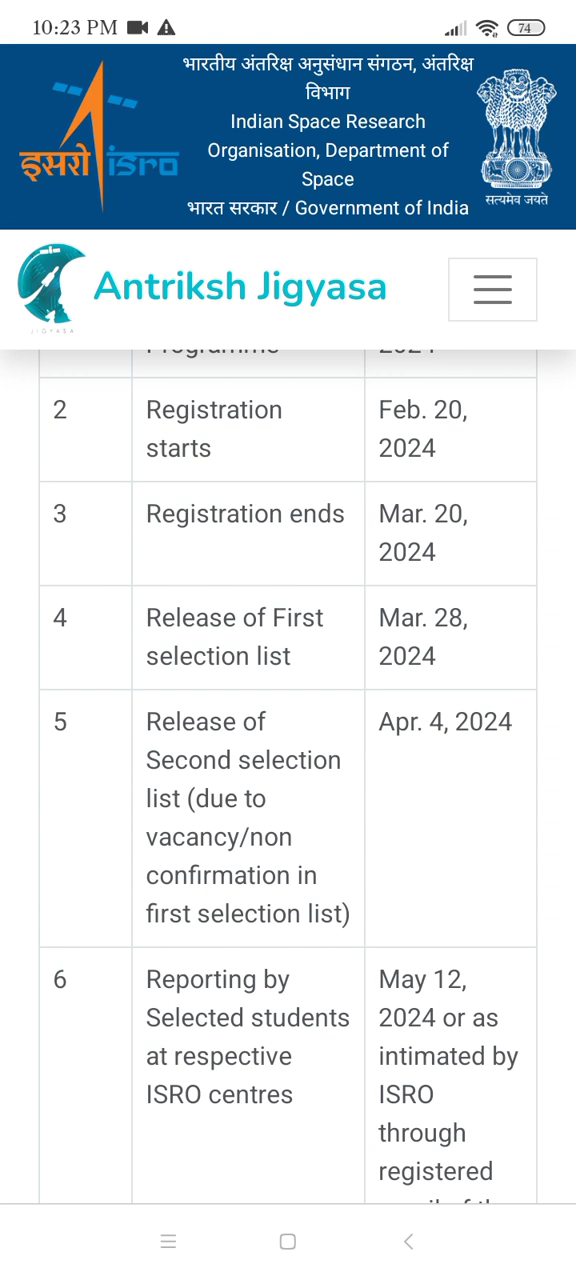 10:23 PM
74
भारतीय अंतरिक्ष अनुसंधान संगठन, अंतरिक्ष
विभाग
Indian Space Research
Organisation, Department of
Space
भारत सरकार / Government of India
इसरो isro
सत्यमेव जयते
Antriksh Jigyasa
JIGYASA
Programme 2024
2 Registration Feb. 20,
starts 2024
3 Registration ends Mar. 20,
2024
4 Release of First Mar. 28,
selection list 2024
5 Release of Apr. 4, 2024
Second selection
list (due to
vacancy/non
confirmation in
first selection list)
6 Reporting by May 12,
Selected students 2024 or as
at respective intimated by
ISRO centres ISRO
through
registered